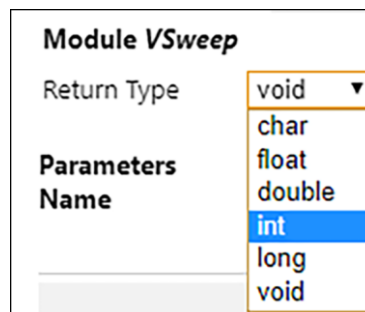 Module VSweep
Return Type void
char
float
Parameters
double
Name
int
long
void